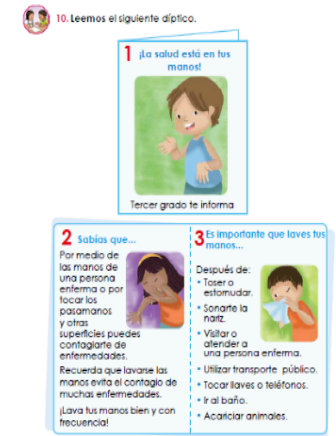 10. Leemos el siguiente díptico.
1 ¡La salud está en tus
manos!
Tercer grado te informa
2 Sabías que...
Por medio de
las manos de
una persona
enferma o por
tocar los
pasamanos
y otras
superficies puedes
contagiarte de
enfermedades.
Recuerda que lavarse las
manos evita el contagio de
muchas enfermedades.
¡Lava tus manos bien y con
frecuencia!
3 Es importante que laves tus
manos...
Después de:
• Toser o
estornudar.
• Sonarte la
nariz.
• Visitar o
atender a
una persona enferma.
• Utilizar transporte público.
• Tocar llaves o teléfonos.
• Ir al baño.
• Acariciar animales.